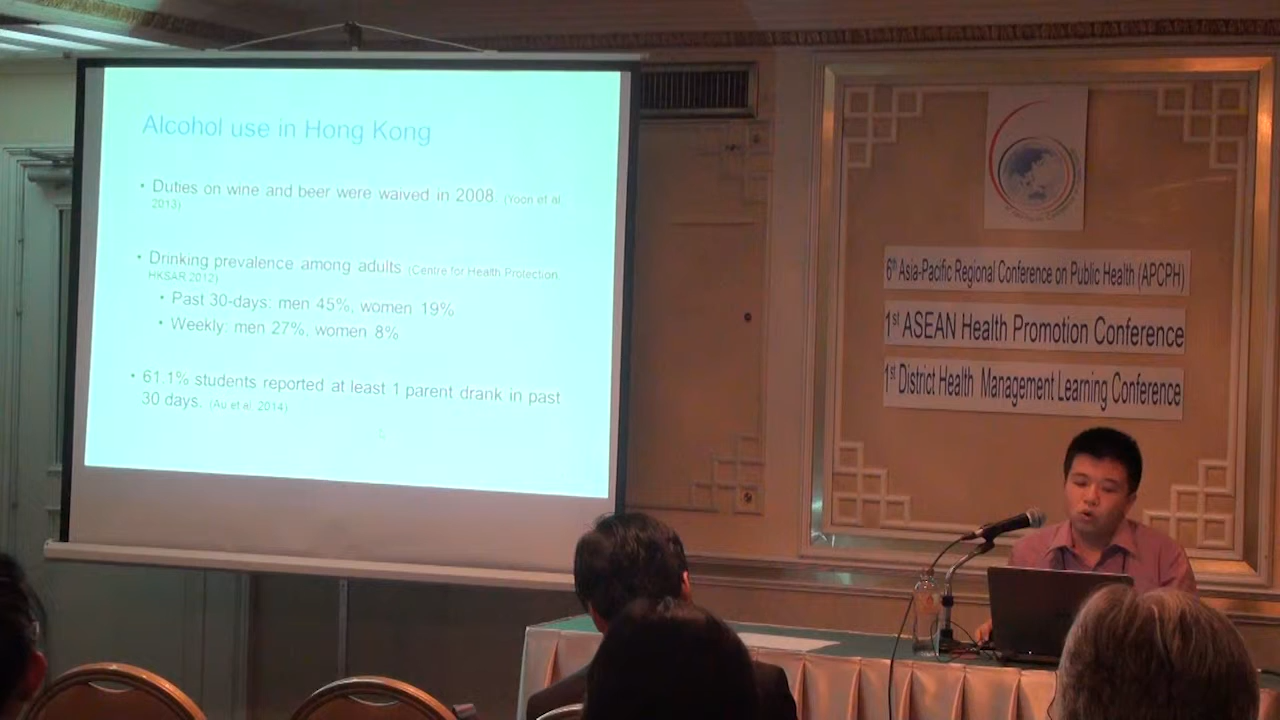 Alcohol use in Hong Kong
• Duties on wine and beer were waived in 2008. (Yoon et al
2013)
• Drinking prevalence among adults (Centre for Health Protection,
HKSAR 2012)
• Past 30-days: men 45%, women 19%
• Weekly: men 27%, women 8%
• 61.1% students reported at least 1 parent drank in past
30 days. (Au et al. 2014)
6th Asia-Pacific Regional Conference on Public Health (APCPH)
1st ASEAN Health Promotion Conference
1st District Health Management Learning Conference